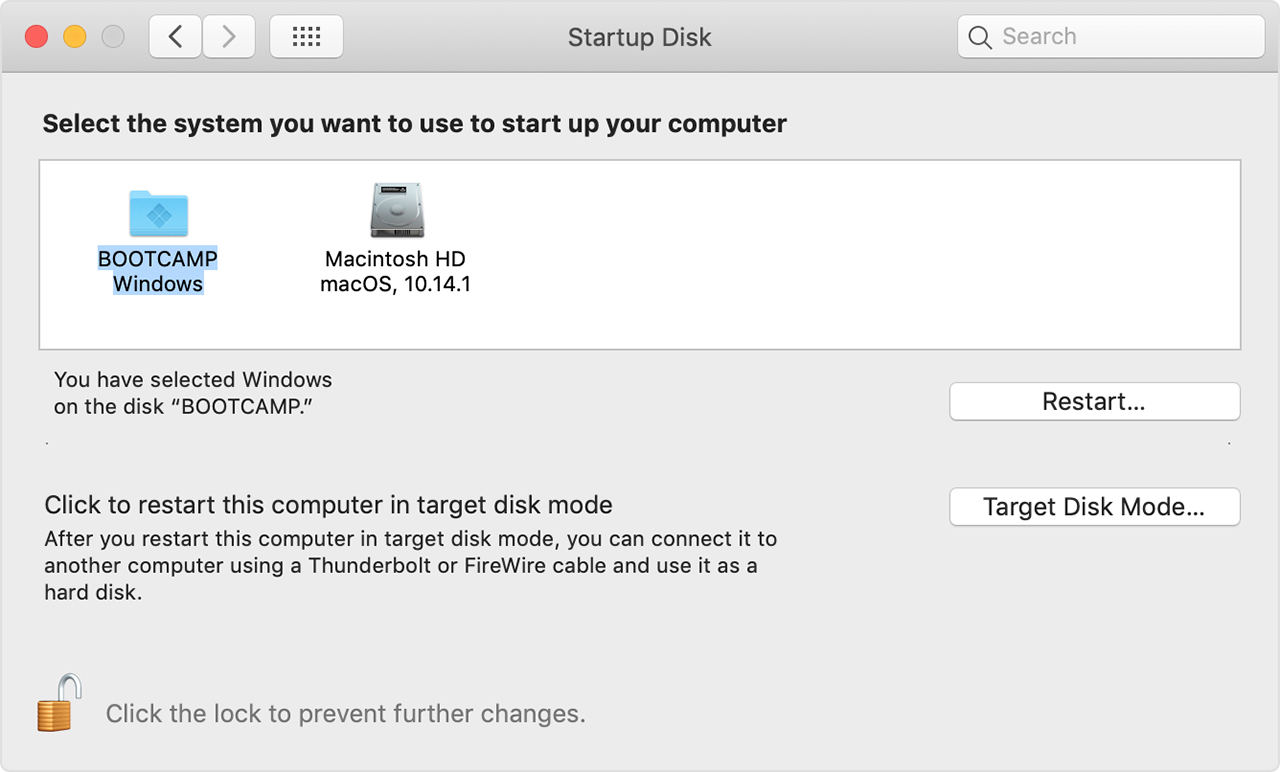 Startup Disk
Search
Select the system you want to use to start up your computer
BOOTCAMP
Windows
Macintosh HD
macOS, 10.14.1
You have selected Windows
on the disk “BOOTCAMP.”
Restart...
Click to restart this computer in target disk mode
Target Disk Mode...
After you restart this computer in target disk mode, you can connect it to
another computer using a Thunderbolt or FireWire cable and use it as a
hard disk.
Click the lock to prevent further changes.